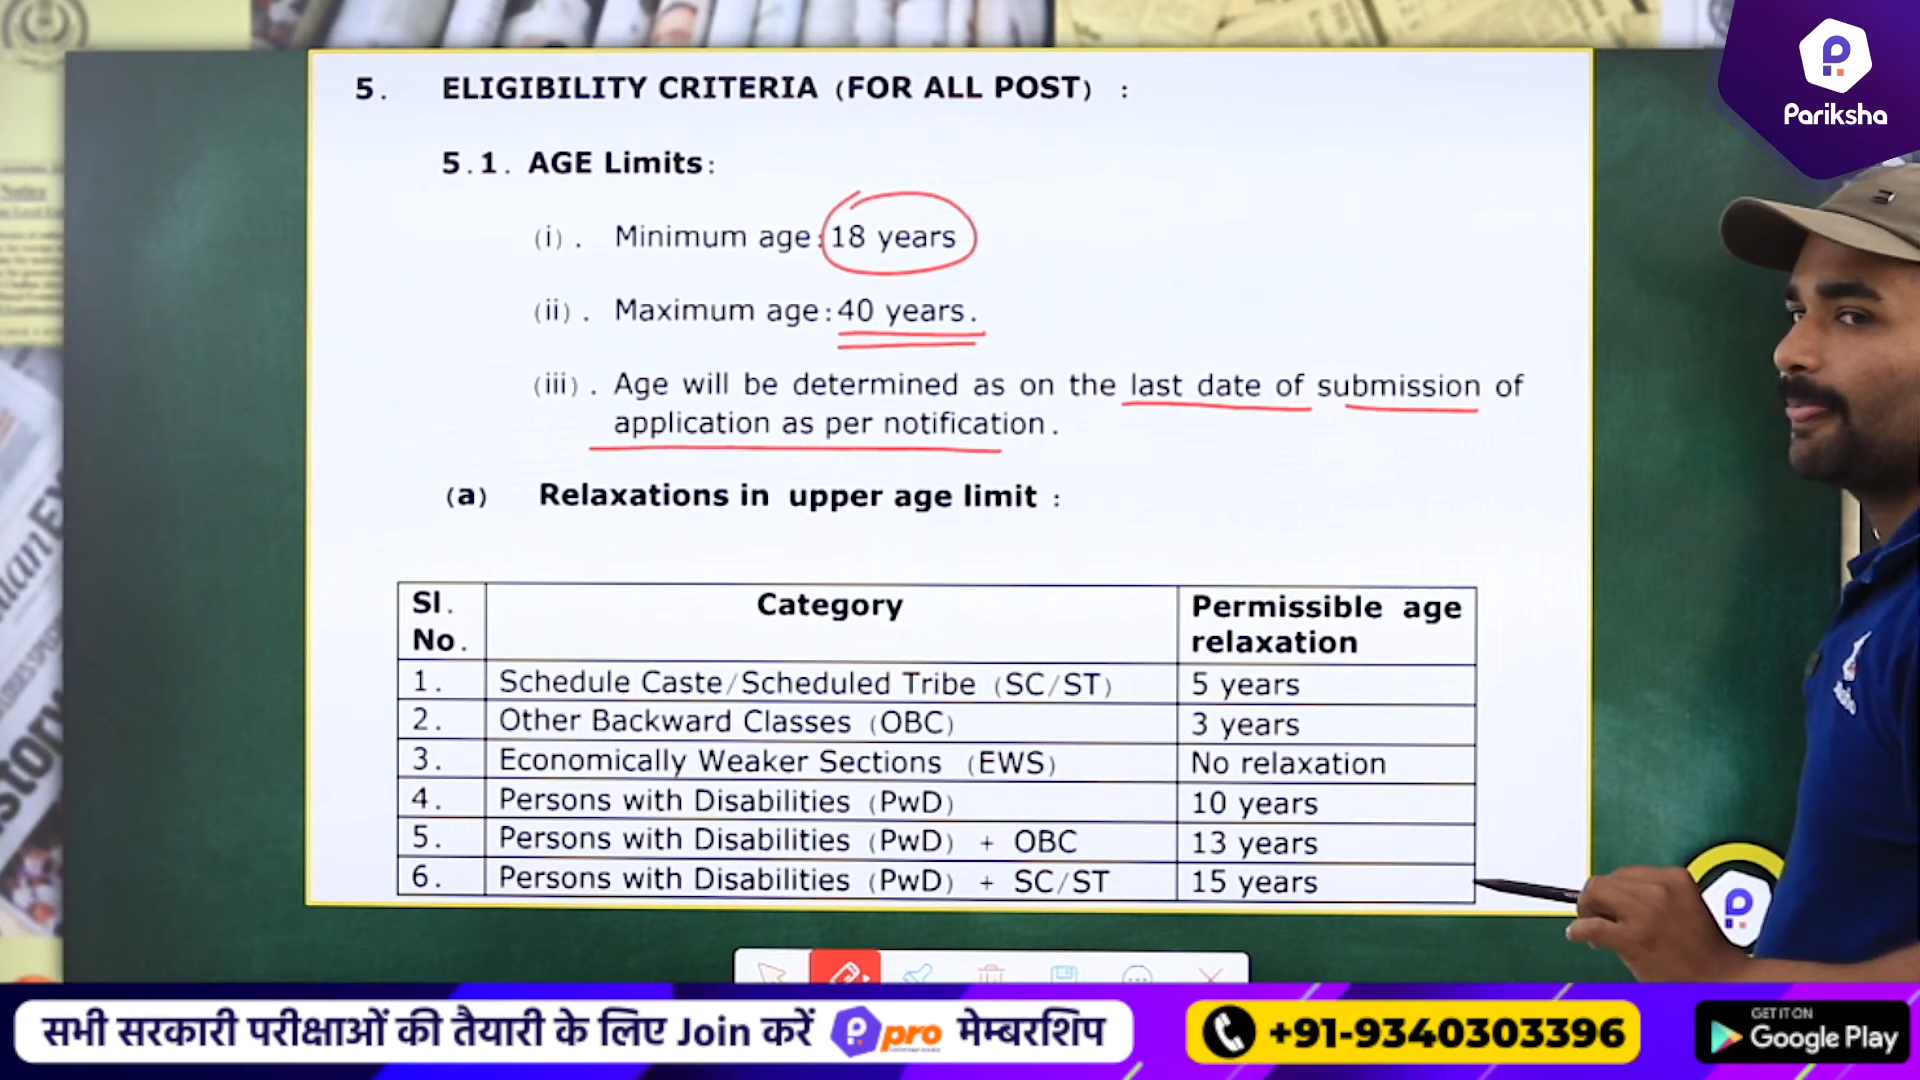 5. ELIGIBILITY CRITERIA (FOR ALL POST) :
5.1. AGE Limits:
(i). Minimum age:18 years
(ii). Maximum age:40 years.
(iii). Age will be determined as on the last date of submission of
application as per notification.
(a) Relaxations in upper age limit :
Sl. No. Category Permissible age relaxation
1. Schedule Caste/Scheduled Tribe (SC/ST) 5 years
2. Other Backward Classes (OBC) 3 years
3. Economically Weaker Sections (EWS) No relaxation
4. Persons with Disabilities (PwD) 10 years
5. Persons with Disabilities (PwD) + OBC 13 years
6. Persons with Disabilities (PwD) + SC/ST 15 years
Pariksha
सभी सरकारी परीक्षाओं की तैयारी के लिए Join करें pro मेम्बरशिप
+91-9340303396
GET IT ON
Google Play